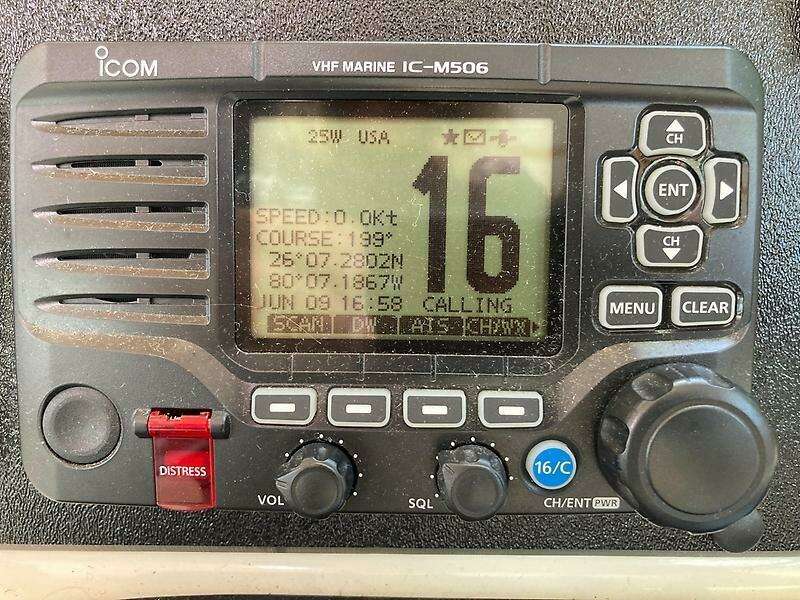 ICOM
VHF MARINE IC-M506
25W USA
16
SPEED:0.0Kt
COURSE:199°
26°07.2802N
80°07.1867W
JUN 09 16:58 CALLING
SCAN DW AIS CH/WX
CH
ENT
CH
MENU CLEAR
DISTRESS
VOL
SQL
16/C
CH/ENT PWR